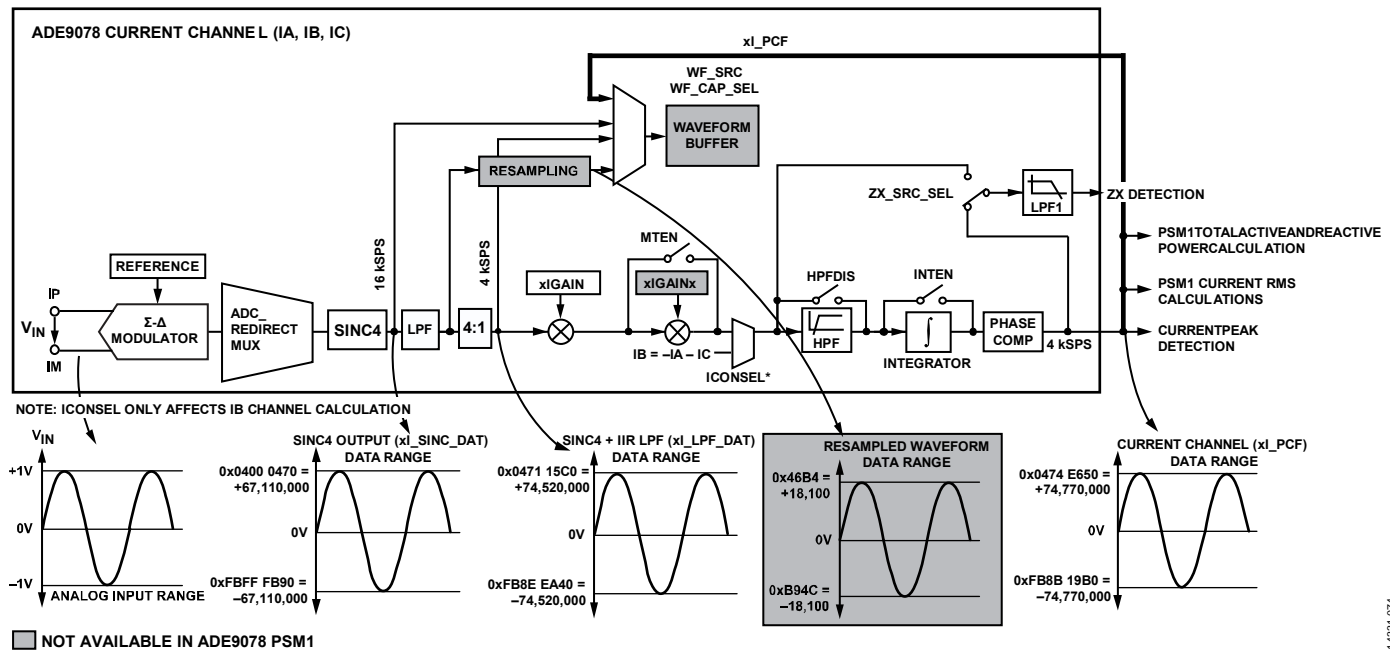 ADE9078 CURRENT CHANNEL (IA, IB, IC)
xI_PCF
WF_SRC
WF_CAP_SEL
WAVEFORM
BUFFER
RESAMPLING
ZX_SRC_SEL
LPF1
ZX DETECTION
16 kSPS
4 kSPS
MTEN
PSM1TOTALACTIVEANDREACTIVE
POWERCALCULATION
REFERENCE
xIGAIN
xIGAINx
HPFDIS
INTEN
PSM1 CURRENT RMS
CALCULATIONS
IP
VIN
IM
Σ-Δ
MODULATOR
ADC_
REDIRECT
MUX
SINC4
LPF
4:1
IB = –IA – IC
ICONSEL*
HPF
∫
INTEGRATOR
PHASE
COMP
4 kSPS
CURRENTPEAK
DETECTION
NOTE: ICONSEL ONLY AFFECTS IB CHANNEL CALCULATION
VIN
+1V
0V
–1V
ANALOG INPUT RANGE
SINC4 OUTPUT (xI_SINC_DAT)
DATA RANGE
0x0400 0470 =
+67,110,000
0V
0xFBFF FB90 =
–67,110,000
SINC4 + IIR LPF (xI_LPF_DAT)
DATA RANGE
0x0471 15C0 =
+74,520,000
0V
0xFB8E EA40 =
–74,520,000
RESAMPLED WAVEFORM
DATA RANGE
0x46B4 =
+18,100
0V
0xB94C =
–18,100
CURRENT CHANNEL (xI_PCF)
DATA RANGE
0x0474 E650 =
+74,770,000
0V
0xFB8B 19B0 =
–74,770,000
NOT AVAILABLE IN ADE9078 PSM1